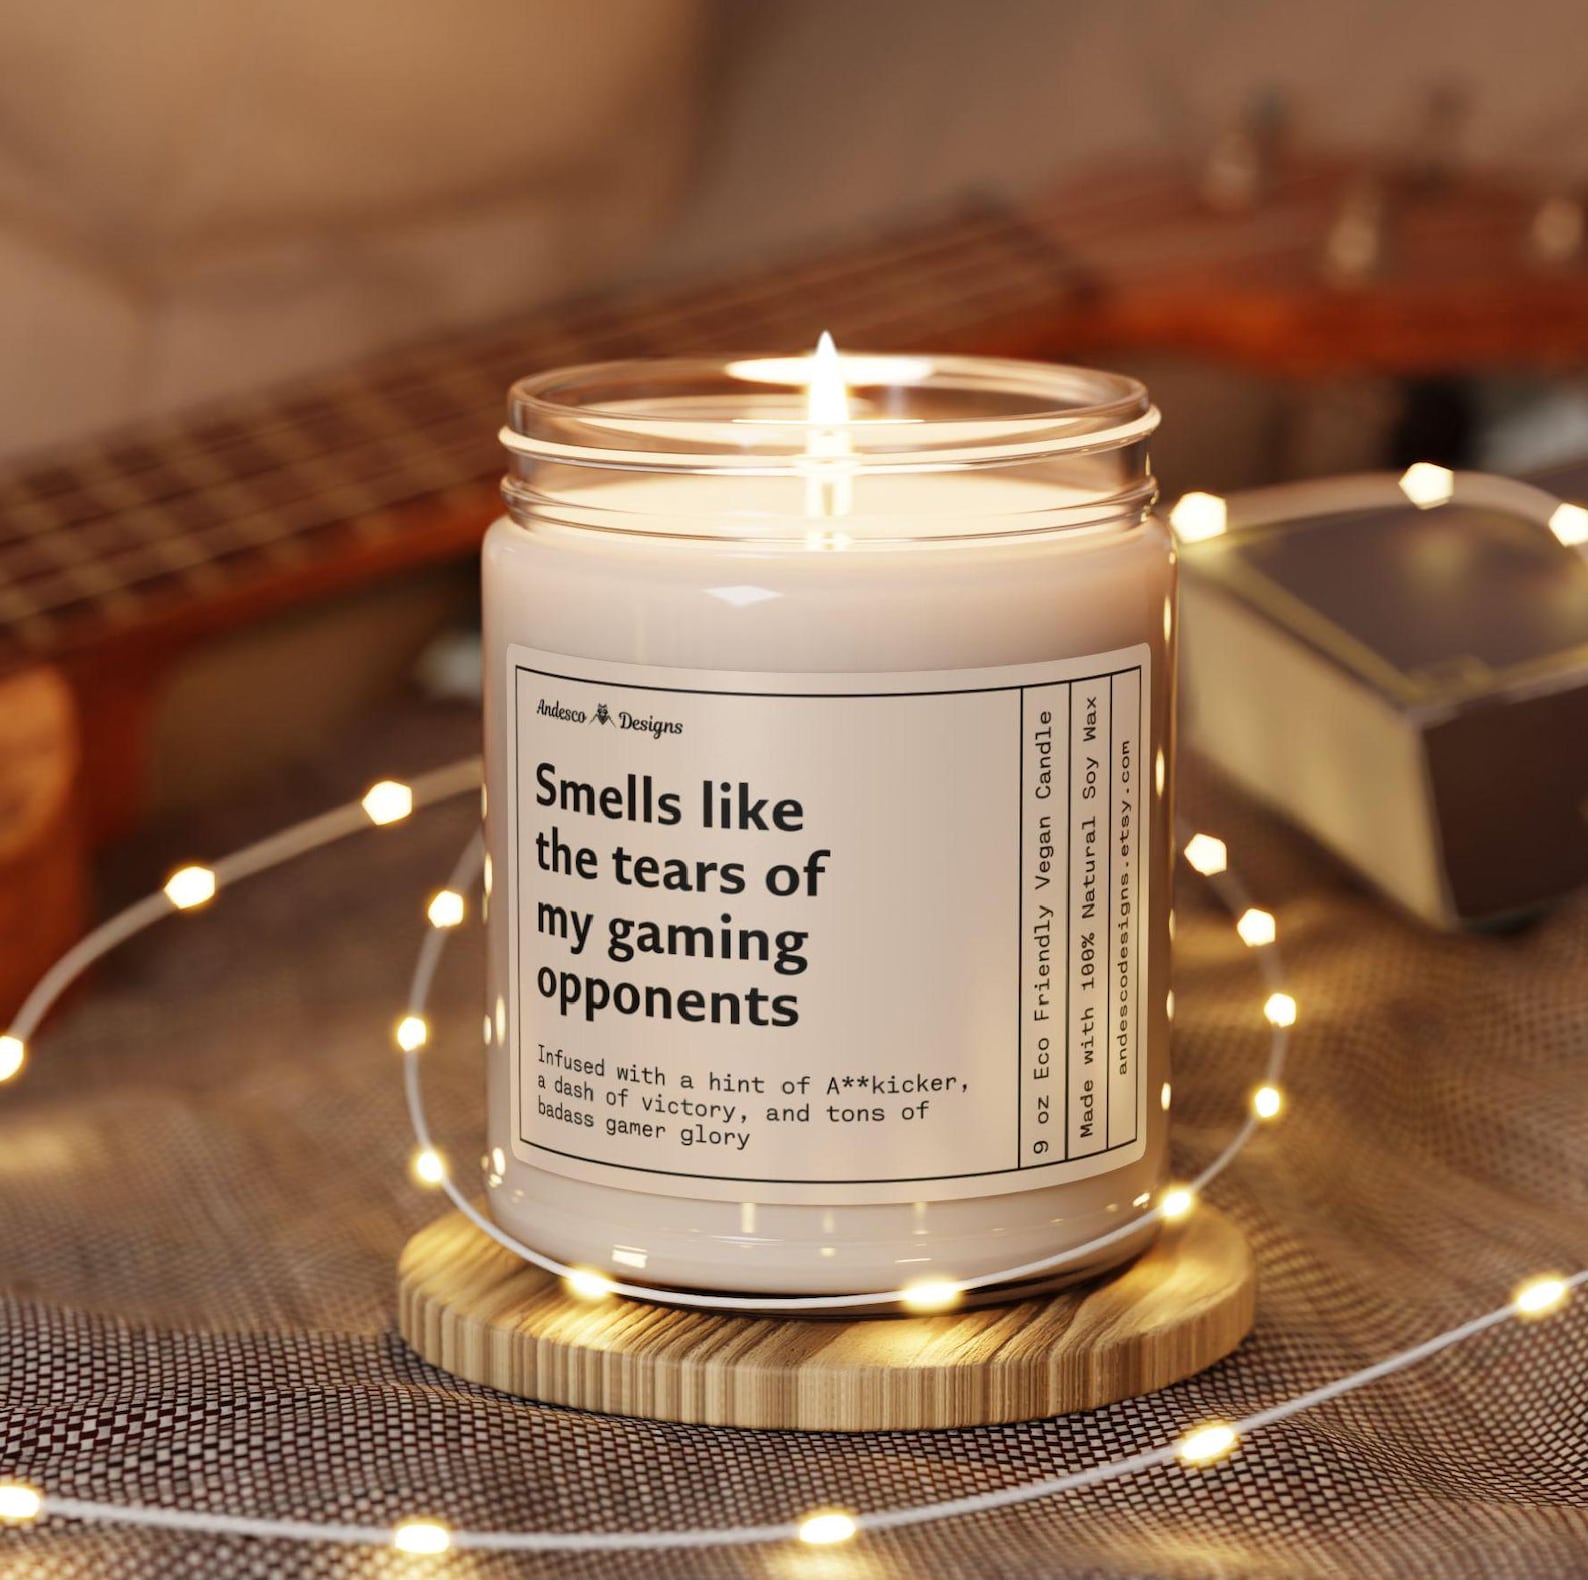 Andesco Designs
Smells like
the tears of
my gaming
opponents
Infused with a hint of A**kicker,
a dash of victory, and tons of
badass gamer glory
9 oz Eco Friendly Vegan Candle
Made with 100% Natural Soy Wax
andescodesigns.etsy.com